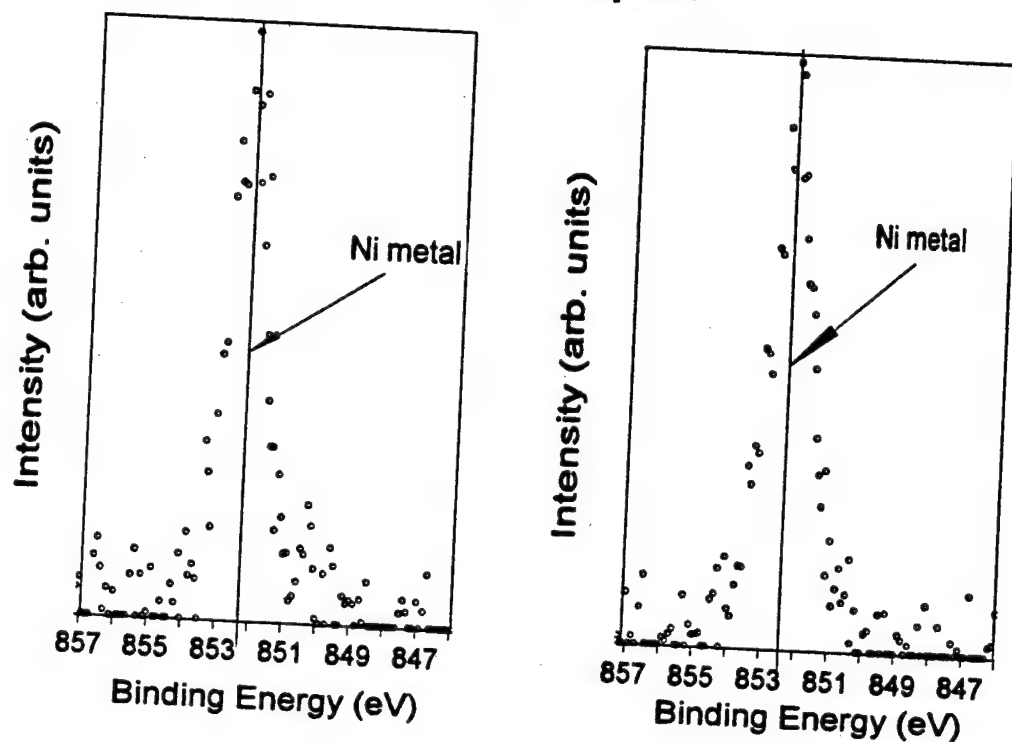 Intensity (arb. units)
Ni metal
857 855 853 851 849 847
Binding Energy (eV)
Intensity (arb. units)
Ni metal
857 855 853 851 849 847
Binding Energy (eV)